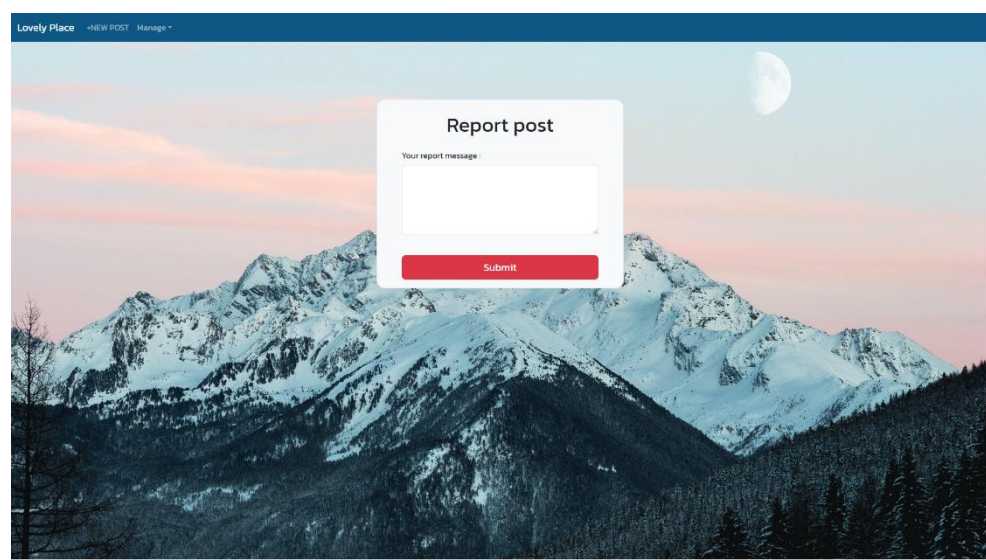 Lovely Place +NEW POST Manage
Report post
Your report message :
Submit